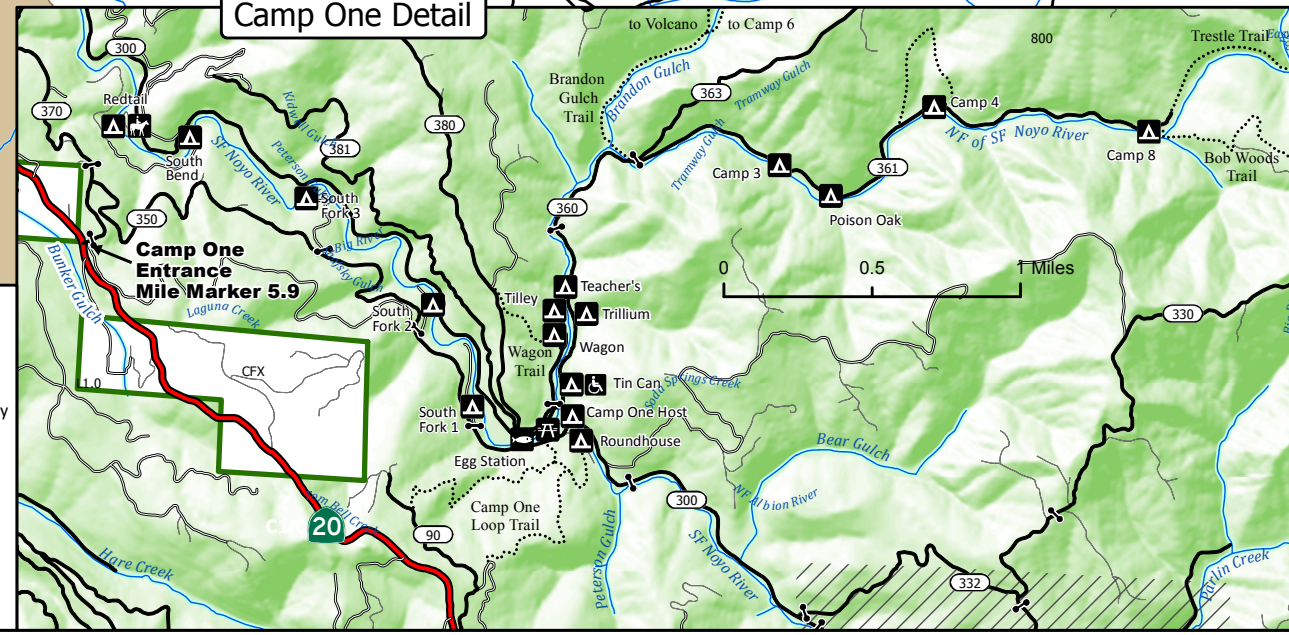 Camp One Detail
to Volcano
to Camp 6
800
Trestle Trail
300
Redtail
370
Brandon
Gulch
Trail
Brandon Gulch
363
Tramway Gulch
Camp 4
380
381
South
Bend
SF Noyo River
South
Fork 3
Tramway Gulch
Camp 3
NF of SF Noyo River
361
Camp 8
Bob Woods
Trail
Poison Oak
350
360
Camp One
Entrance
Mile Marker 5.9
Big River
Bunker Gulch
Laguna Creek
0
0.5
1 Miles
Teacher's
Tilley
Trillium
South
Fork 2
Wagon
Wagon
Trail
330
CFX
1.0
Tin Can
Soda Springs Creek
South
Fork 1
Camp One Host
Roundhouse
Egg Station
Bear Gulch
NF Albion River
300
Camp One
Loop Trail
20
90
Peterson Gulch
SF Noyo River
Hare Creek
332
Parlin Creek
y